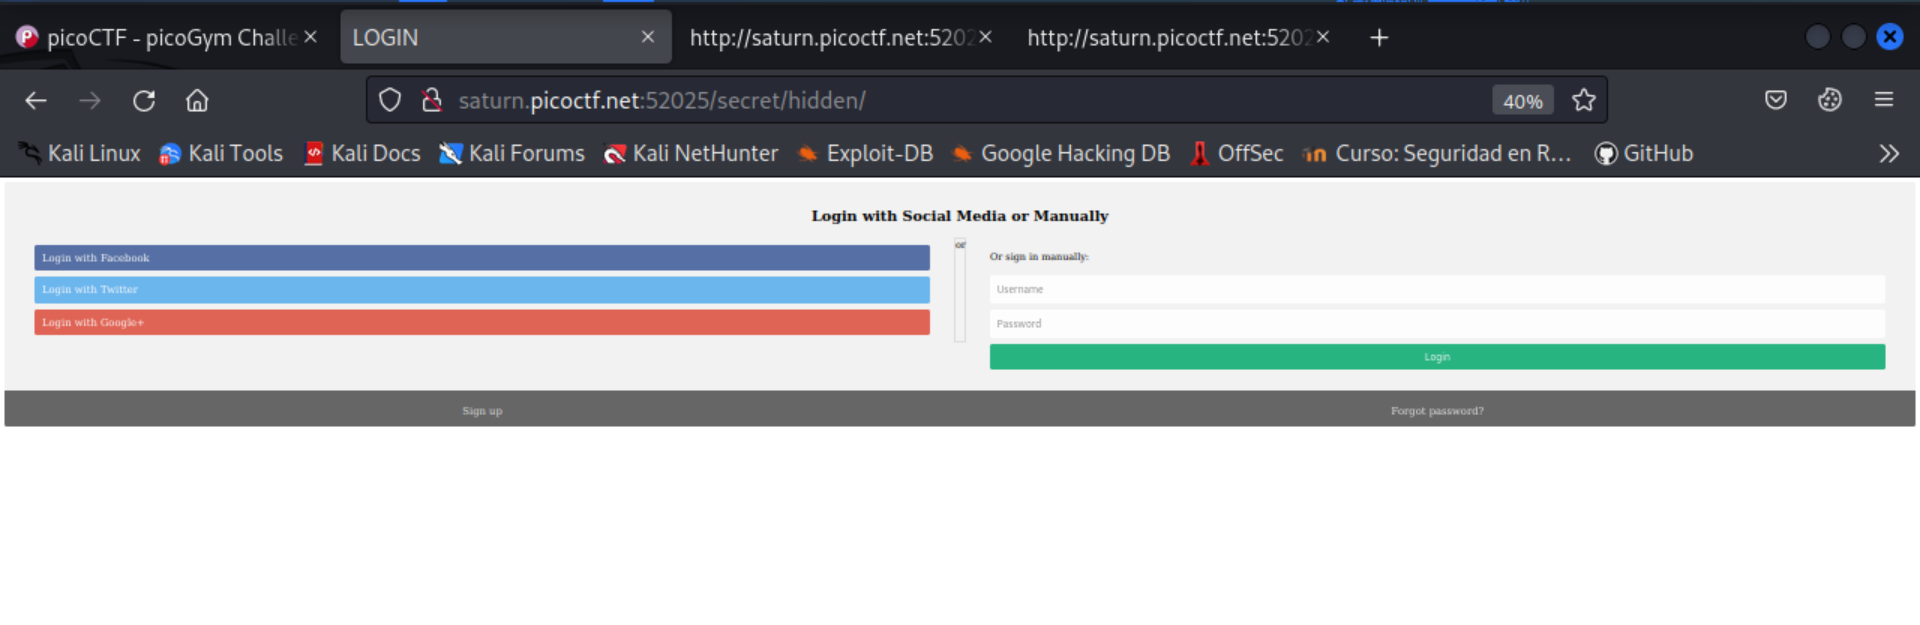 picoCTF - picoGym Challe
LOGIN
http://saturn.picoctf.net:5202
http://saturn.picoctf.net:5202
saturn.picoctf.net:52025/secret/hidden/
40%
Kali Linux
Kali Tools
Kali Docs
Kali Forums
Kali NetHunter
Exploit-DB
Google Hacking DB
OffSec
Curso: Seguridad en R...
GitHub
Login with Social Media or Manually
Login with Facebook
Login with Twitter
Login with Google+
or
Or sign in manually:
Username
Password
Login
Sign up
Forgot password?